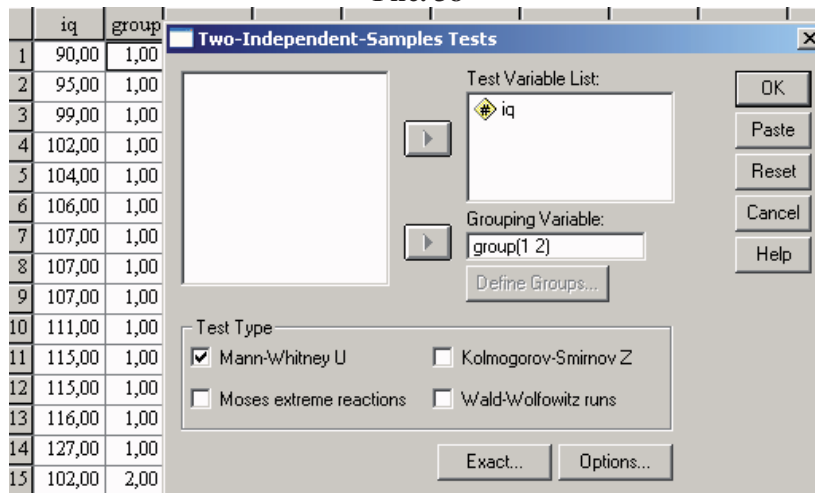 iq group
1 90,00 1,00
2 95,00 1,00
3 99,00 1,00
4 102,00 1,00
5 104,00 1,00
6 106,00 1,00
7 107,00 1,00
8 107,00 1,00
9 107,00 1,00
10 111,00 1,00
11 115,00 1,00
12 115,00 1,00
13 116,00 1,00
14 127,00 1,00
15 102,00 2,00
Two-Independent-Samples Tests
Test Variable List:
# iq
Grouping Variable:
group(1 2)
Define Groups...
OK
Paste
Reset
Cancel
Help
Test Type
Mann-Whitney U
Kolmogorov-Smirnov Z
Moses extreme reactions
Wald-Wolfowitz runs
Exact...
Options...